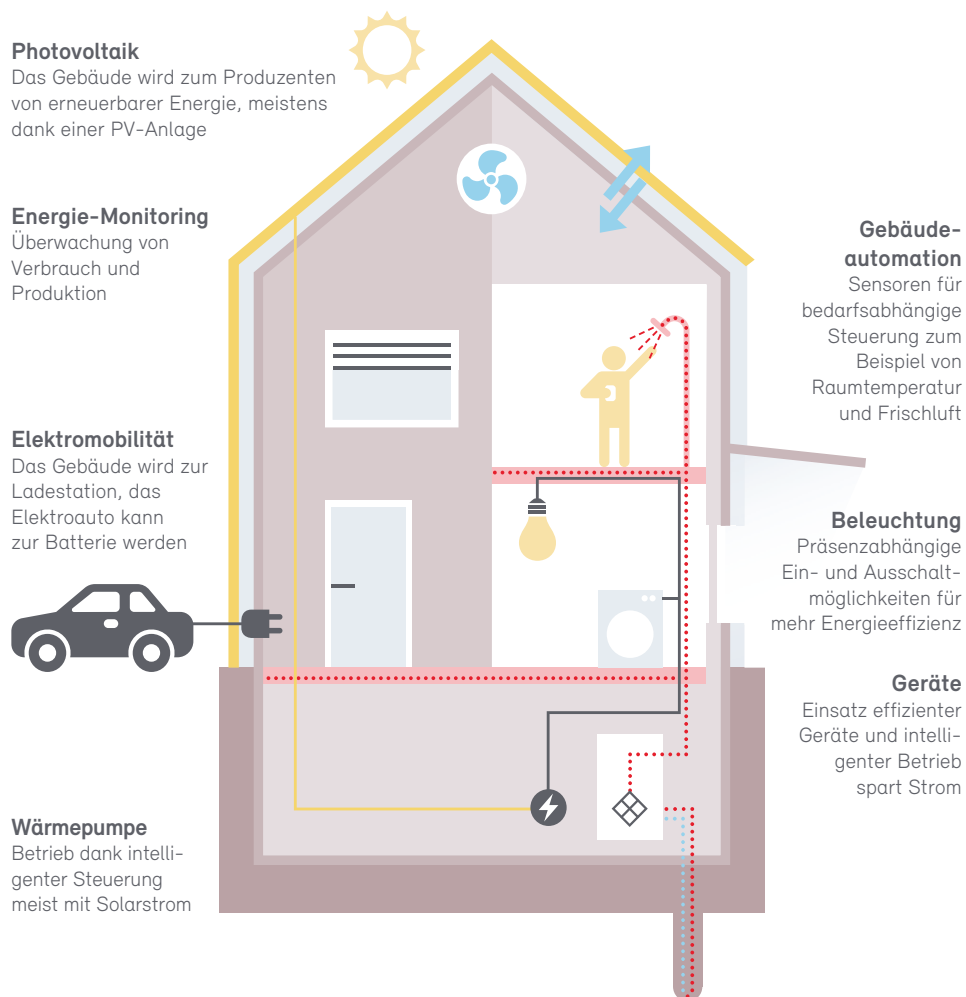 Photovoltaik
Das Gebäude wird zum Produzenten
von erneuerbarer Energie, meistens
dank einer PV-Anlage
Energie-Monitoring
Überwachung von
Verbrauch und
Produktion
Elektromobilität
Das Gebäude wird zur
Ladestation, das
Elektroauto kann
zur Batterie werden
Wärmepumpe
Betrieb dank intelli-
genter Steuerung
meist mit Solarstrom
Gebäude-
automation
Sensoren für
bedarfsabhängige
Steuerung zum
Beispiel von
Raumtemperatur
und Frischluft
Beleuchtung
Präsenzabhängige
Ein- und Ausschalt-
möglichkeiten für
mehr Energieeffizienz
Geräte
Einsatz effizienter
Geräte und intelli-
genter Betrieb
spart Strom